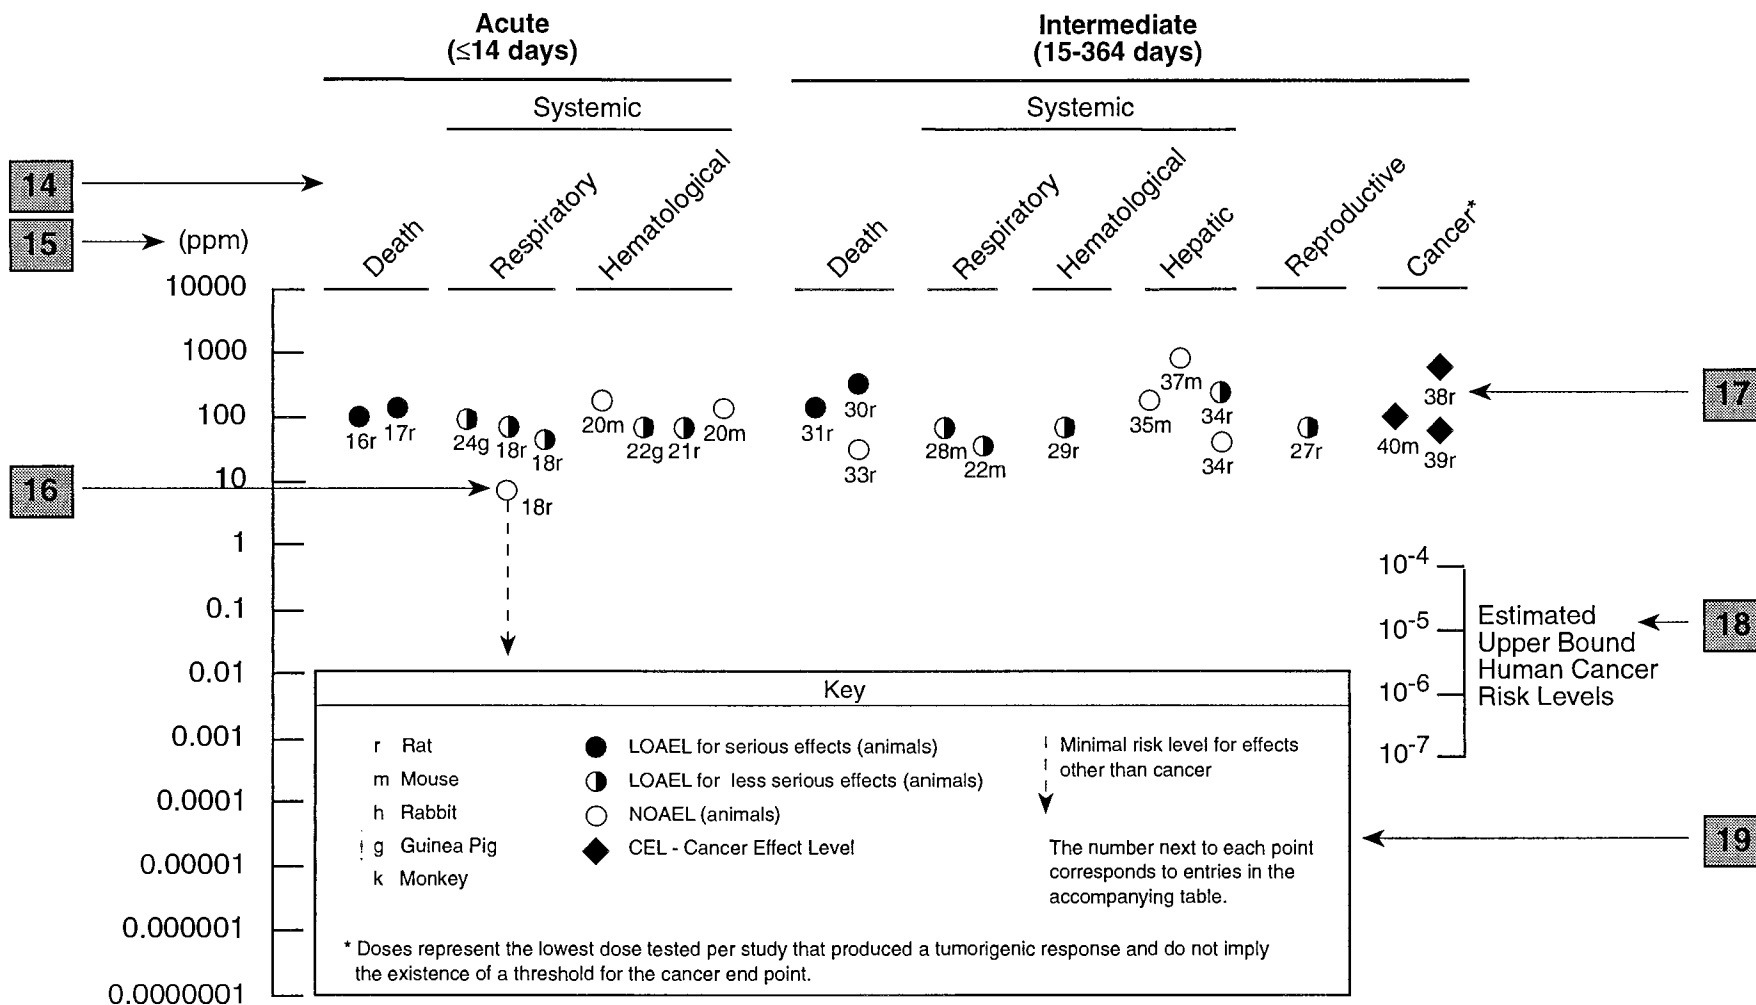 Acute
(≤14 days)
Intermediate
(15-364 days)
Systemic
Systemic
14
15
(ppm)
Death
Respiratory
Hematological
Death
Respiratory
Hematological
Hepatic
Reproductive
Cancer*
10000
1000
100
10
1
0.1
0.01
0.001
0.0001
0.00001
0.000001
0.0000001
16r
17r
24g
18r
18r
18r
20m
22g
21r
20m
31r
30r
33r
28m
22m
29r
35m
37m
34r
34r
27r
40m
38r
39r
16
17
10-4
10-5
10-6
10-7
Estimated
Upper Bound
Human Cancer
Risk Levels
18
19
Key
r Rat
m Mouse
h Rabbit
g Guinea Pig
k Monkey
LOAEL for serious effects (animals)
LOAEL for less serious effects (animals)
NOAEL (animals)
CEL - Cancer Effect Level
Minimal risk level for effects
other than cancer
The number next to each point
corresponds to entries in the
accompanying table.
* Doses represent the lowest dose tested per study that produced a tumorigenic response and do not imply
the existence of a threshold for the cancer end point.